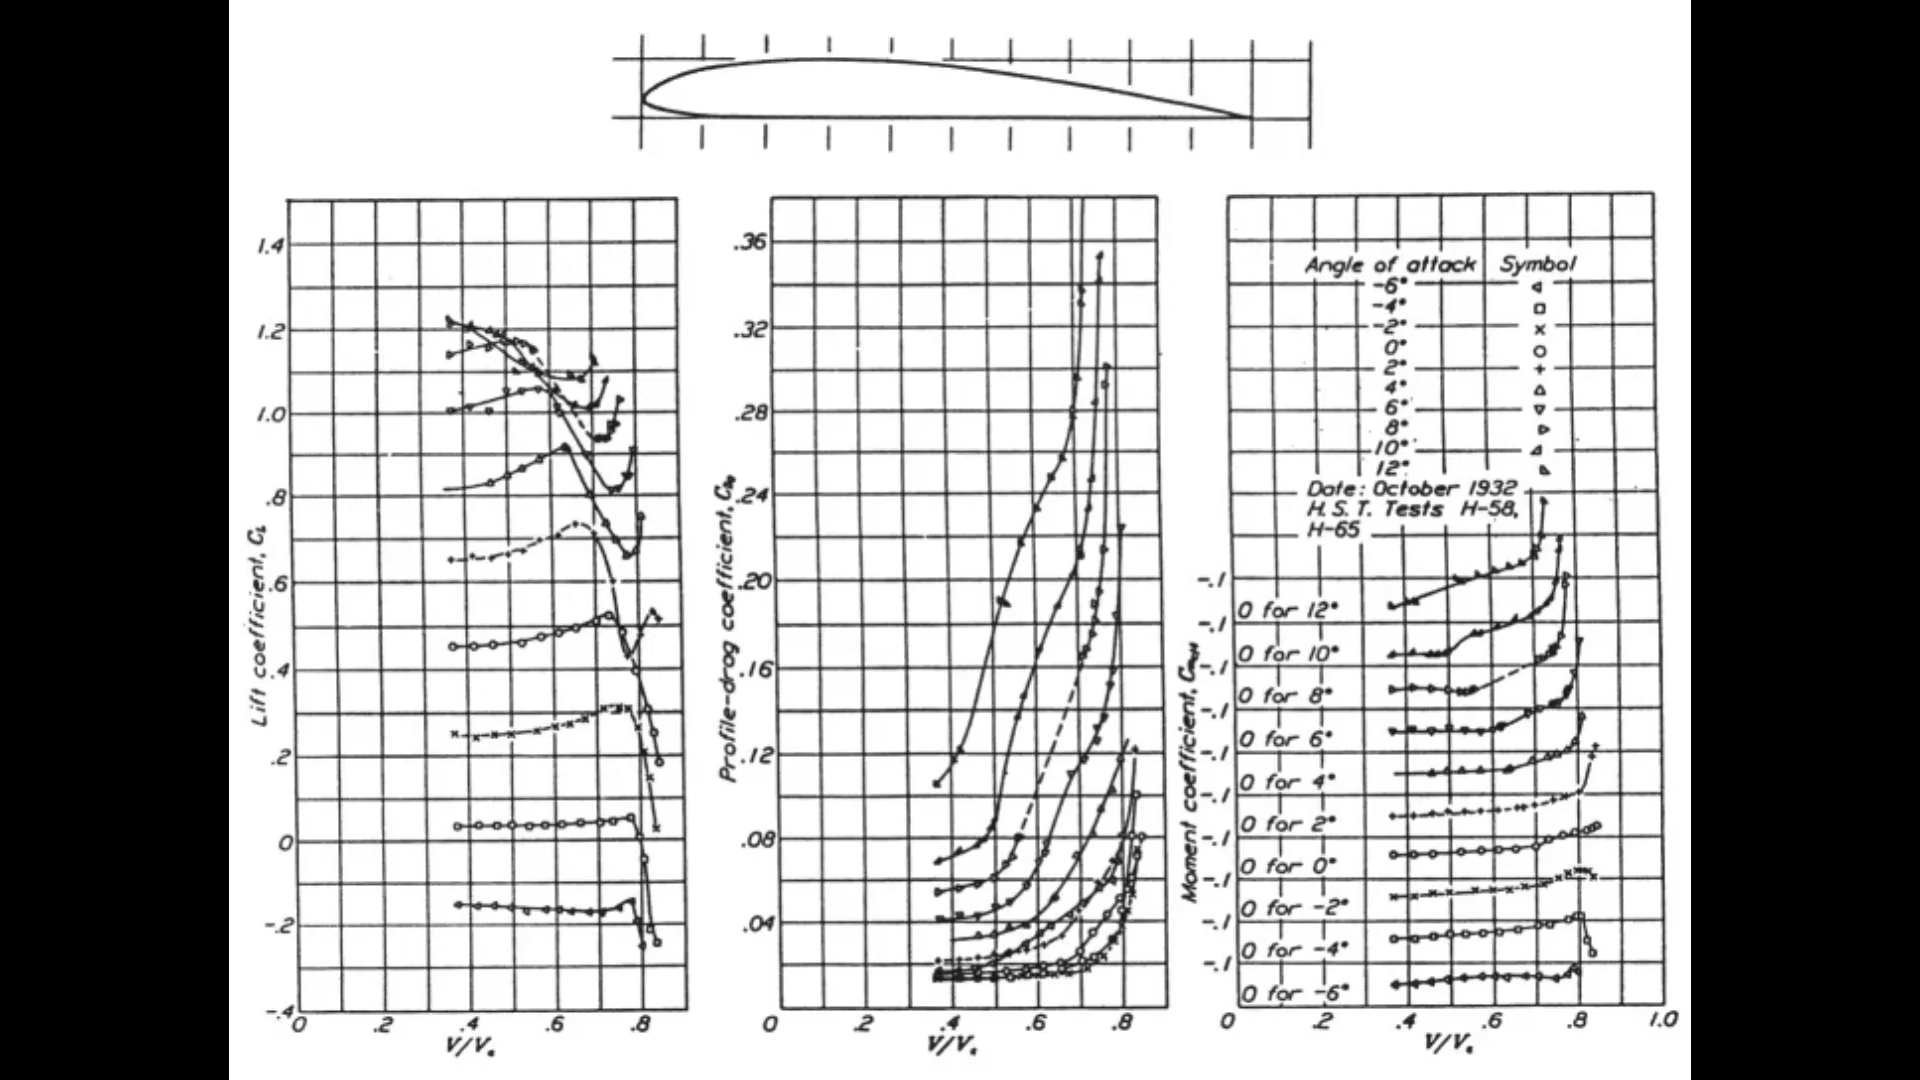 1.4
1.2
1.0
.8
.6
.4
.2
0
-.2
-.4
Lift coefficient, C_L
0 .2 .4 .6 .8
V/V_c
.36
.32
.28
.24
.20
.16
.12
.08
.04
Profile-drag coefficient, C_Do
0 .2 .4 .6 .8
V/V_c
Angle of attack Symbol
-6°
-4°
-2°
0°
2°
4°
6°
8°
10°
12°
Date: October 1932
H. S. T. Tests H-58,
H-65
-.1
0 for 12°
-.1
0 for 10°
-.1
0 for 8°
-.1
0 for 6°
-.1
0 for 4°
-.1
0 for 2°
-.1
0 for 0°
-.1
0 for -2°
-.1
0 for -4°
-.1
0 for -6°
Moment coefficient,
0 .2 .4 .6 .8 1.0
V/V_c